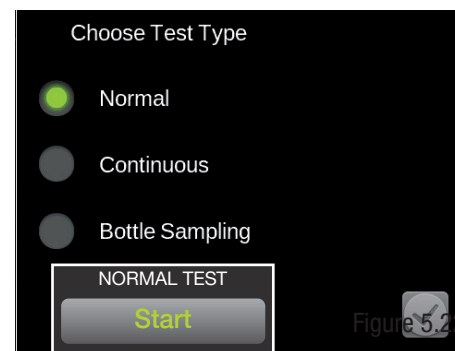 Choose Test Type
Normal
Continuous
Bottle Sampling
NORMAL TEST
Start
Figure 5.2